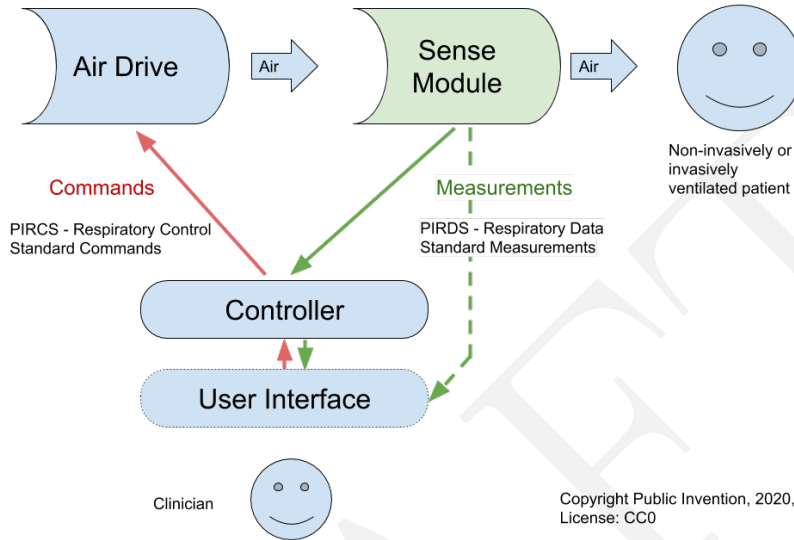 Air Drive
Air
Sense
Module
Air
Non-invasively or
invasively
ventilated patient
Commands
PIRCS - Respiratory Control
Standard Commands
Measurements
PIRDS - Respiratory Data
Standard Measurements
Controller
User Interface
Clinician
Copyright Public Invention, 2020,
License: CC0